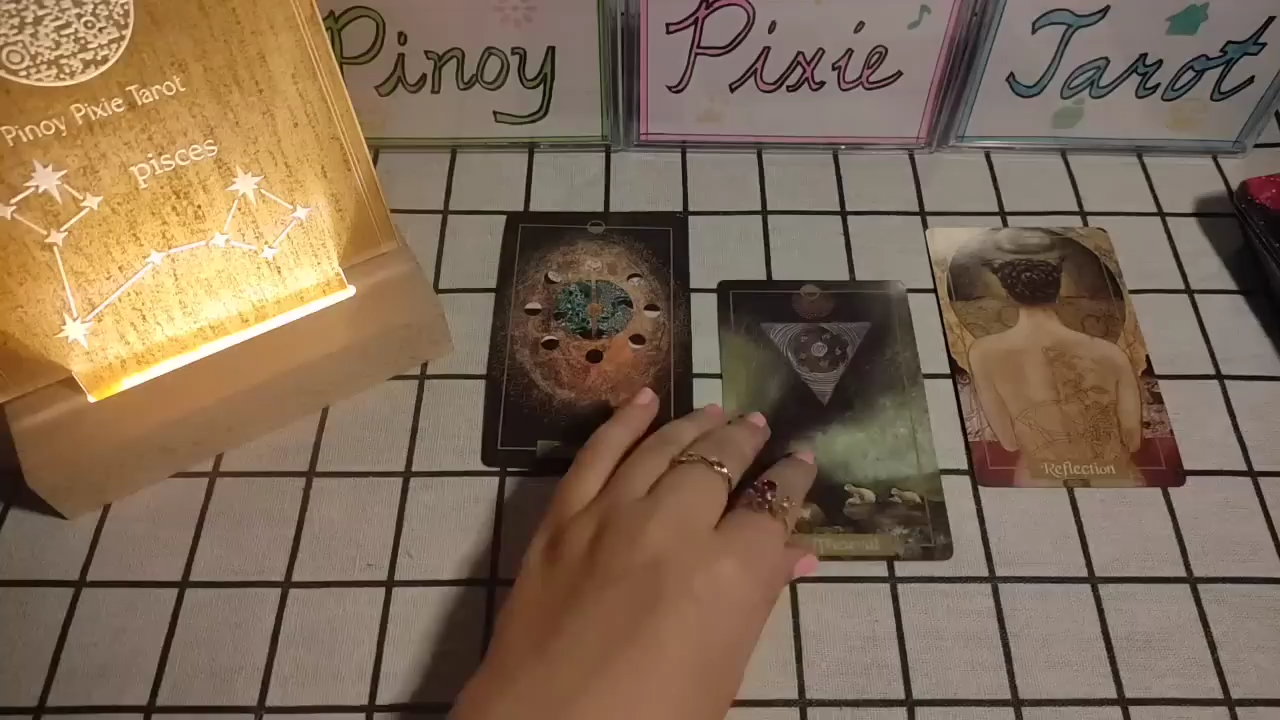 Pinoy Pixie Tarot
pisces
Pinoy
Pixie
Tarot
Reflection